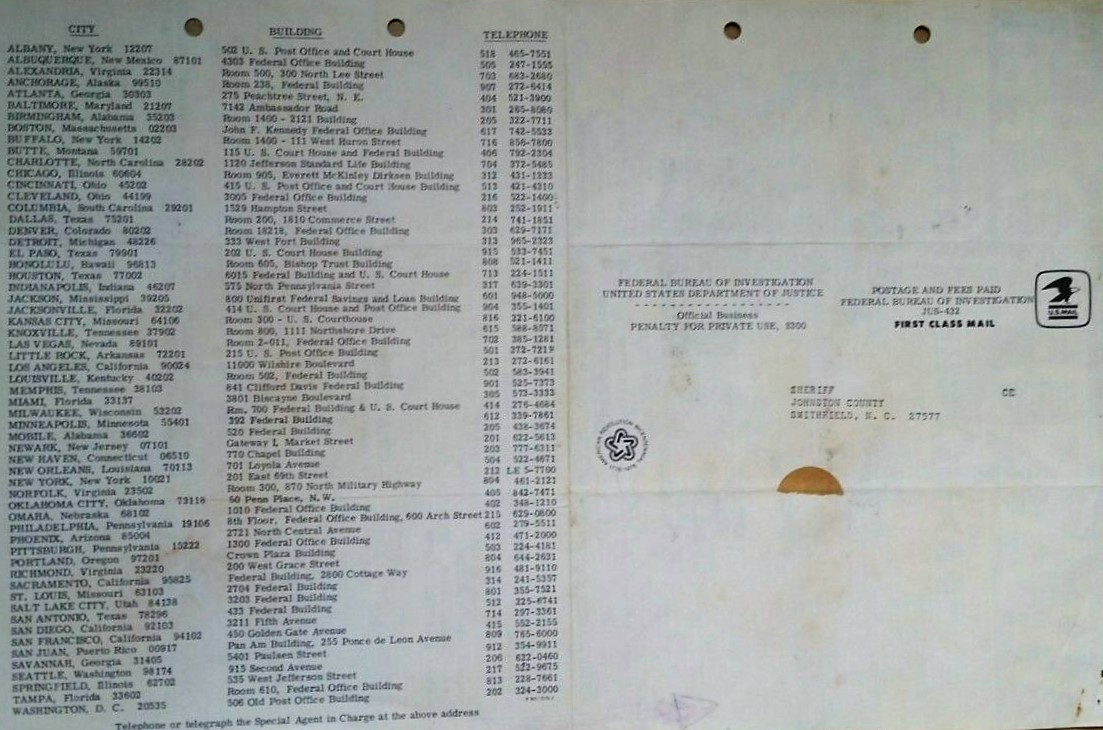 CITY BUILDING TELEPHONE
ALBANY, New York 12207 502 U. S. Post Office and Court House 518 465-7551
ALBUQUERQUE, New Mexico 87101 4303 Federal Office Building 505 247-1555
ALEXANDRIA, Virginia 22314 Room 500, 300 North Lee Street 703 683-2680
ANCHORAGE, Alaska 99510 Room 238, Federal Building 907 272-6414
ATLANTA, Georgia 30303 275 Peachtree Street, N. E. 404 521-3900
BALTIMORE, Maryland 21207 7142 Ambassador Road 301 265-8080
BIRMINGHAM, Alabama 35203 Room 1400 - 2121 Building 205 322-7711
BOSTON, Massachusetts 02203 John F. Kennedy Federal Office Building 617 742-5533
BUFFALO, New York 14202 Room 1400 - 111 West Huron Street 716 856-7800
BUTTE, Montana 59701 115 U. S. Court House and Federal Building 406 792-2304
CHARLOTTE, North Carolina 28202 1120 Jefferson Standard Life Building 704 372-5485
CHICAGO, Illinois 60604 Room 905, Everett McKinley Dirksen Building 312 431-1333
CINCINNATI, Ohio 45202 415 U. S. Post Office and Court House Building 513 421-4310
CLEVELAND, Ohio 44199 3005 Federal Office Building 216 522-1400
COLUMBIA, South Carolina 29201 1529 Hampton Street 803 252-1911
DALLAS, Texas 75201 Room 200, 1810 Commerce Street 214 741-1851
DENVER, Colorado 80202 Room 18218, Federal Office Building 303 629-7171
DETROIT, Michigan 48226 333 West Fort Building 313 965-2323
EL PASO, Texas 79901 202 U. S. Court House Building 915 533-7451
HONOLULU, Hawaii 96813 Room 605, Bishop Trust Building 808 521-1411
HOUSTON, Texas 77002 6015 Federal Building and U. S. Court House 713 224-1511
INDIANAPOLIS, Indiana 46207 575 North Pennsylvania Street 317 639-3301
JACKSON, Mississippi 39205 800 Unifirst Federal Savings and Loan Building 601 948-5000
JACKSONVILLE, Florida 32202 414 U. S. Court House and Post Office Building 904 355-1401
KANSAS CITY, Missouri 64106 Room 300 - U. S. Courthouse 816 221-6100
KNOXVILLE, Tennessee 37902 Room 800, 1111 Northshore Drive 615 588-8571
LAS VEGAS, Nevada 89101 Room 2-011, Federal Office Building 702 385-1281
LITTLE ROCK, Arkansas 72201 215 U. S. Post Office Building 501
LOS ANGELES, California 90024 11000 Wilshire Boulevard 213 272-6161
LOUISVILLE, Kentucky 40202 Room 502, Federal Building 502 583-3941
MEMPHIS, Tennessee 38103 841 Clifford Davis Federal Building 901 525-7373
MIAMI, Florida 33137 3801 Biscayne Boulevard 305 573-3333
MILWAUKEE, Wisconsin 53202 Rm. 700 Federal Building & U. S. Court House 414 276-4684
MINNEAPOLIS, Minnesota 55401 392 Federal Building 612 339-7861
MOBILE, Alabama 36602 520 Federal Building 205 438-3674
NEWARK, New Jersey 07101 Gateway I, Market Street 201 622-5613
NEW HAVEN, Connecticut 06510 770 Chapel Building 203 777-6311
NEW ORLEANS, Louisiana 70113 701 Loyola Avenue 504 522-4671
NEW YORK, New York 10021 201 East 69th Street 212 LE 5-7700
NORFOLK, Virginia 23502 Room 300, 870 North Military Highway 804 461-2121
OKLAHOMA CITY, Oklahoma 73118 50 Penn Place, N. W. 405 842-7471
OMAHA, Nebraska 68102 1010 Federal Office Building 402 348-1210
PHILADELPHIA, Pennsylvania 19106 8th Floor, Federal Office Building, 600 Arch Street 215 629-0800
PHOENIX, Arizona 85004 2721 North Central Avenue 602 279-5511
PITTSBURGH, Pennsylvania 15222 1300 Federal Office Building 412 471-2000
PORTLAND, Oregon 97201 Crown Plaza Building 503 224-4181
RICHMOND, Virginia 23220 200 West Grace Street 804 644-2631
SACRAMENTO, California 95825 Federal Building, 2800 Cottage Way 916 481-9110
ST. LOUIS, Missouri 63103 2704 Federal Building 314 241-5357
SALT LAKE CITY, Utah 84138 3203 Federal Building 801 355-7521
SAN ANTONIO, Texas 78296 433 Federal Building 512 225-6741
SAN DIEGO, California 92103 3211 Fifth Avenue 714 297-3361
SAN FRANCISCO, California 94102 450 Golden Gate Avenue 415 552-2155
SAN JUAN, Puerto Rico 00917 Pan Am Building, 255 Ponce de Leon Avenue 809 765-6000
SAVANNAH, Georgia 31405 5401 Paulsen Street 912 354-9911
SEATTLE, Washington 98174 915 Second Avenue 206 622-0460
SPRINGFIELD, Illinois 62702 535 West Jefferson Street 217 522-9675
TAMPA, Florida 33602 Room 610, Federal Office Building 813 228-7661
WASHINGTON, D. C. 20535 506 Old Post Office Building 202 324-3000
Telephone or telegraph the Special Agent in Charge at the above address
FEDERAL BUREAU OF INVESTIGATION
UNITED STATES DEPARTMENT OF JUSTICE
Official Business
PENALTY FOR PRIVATE USE, $300
POSTAGE AND FEES PAID
FEDERAL BUREAU OF INVESTIGATION
JUS-432
FIRST CLASS MAIL
U.S. MAIL
SHERIFF CE
JOHNSTON COUNTY
SMITHFIELD, N. C. 27577
AMERICAN REVOLUTION BICENTENNIAL